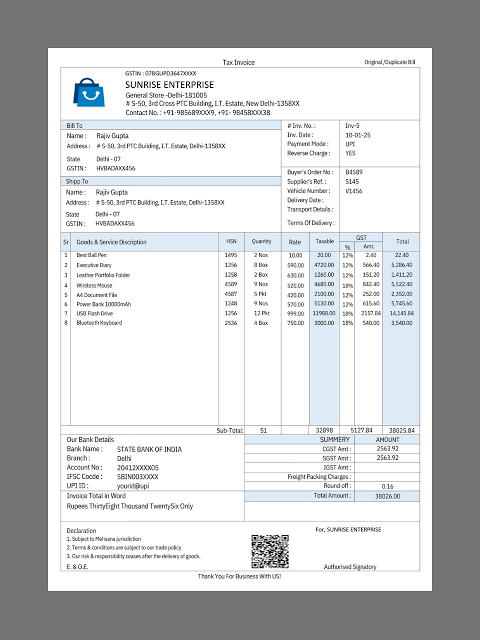 Tax Invoice Original /Duplicate Bill
GSTIN : 078GUPD3647XXXX
SUNRISE ENTERPRISE
General Store -Delhi-181005
# S-50, 3rd Cross PTC Building, I.T. Estate, New Delhi-1358XX
Contact No. : +91-985689XXX9, +91- 98458XXX3B
Bill To
Name : Rajiv Gupta
Address : # S-50, 3rd PTC Building, I.T. Estate, Delhi-1358XX
State Delhi - 07
GSTIN : HVBADAXX456
Shipp To
Name : Rajiv Gupta
Address : # S-50, 3rd PTC Building, I.T. Estate, Delhi-1358XX
State Delhi - 07
GSTIN : HVBADAXX456
# Inv. No. : Inv-5
Inv. Date : 10-01-25
Payment Mode : UPI
Reverse Charge : YES
Buyer's Order No : B4589
Supplier's Ref. : S145
Vehicle Number : V1456
Delivery Date :
Transport Details :
Terms Of Delivery :
Sr Goods & Service Discription HSN Quantity Rate Taxable GST Total
% Amt.
1 Best Ball Pen 1495 2 Nos 10.00 20.00 12% 2.40 22.40
2 Executive Diary 1256 8 Box 590.00 4720.00 12% 566.40 5,286.40
3 Leather Portfolio Folder 1258 2 Box 630.00 1260.00 12% 151.20 1,411.20
4 Wireless Mouse 4589 9 Nos 520.00 4680.00 18% 842.40 5,522.40
5 A4 Document File 4587 5 Pkt 420.00 2100.00 12% 252.00 2,352.00
6 Power Bank 10000mAh 1248 9 Nos 570.00 5130.00 12% 615.60 5,745.60
7 USB Flash Drive 1256 12 Pkt 999.00 11988.00 18% 2157.84 14,145.84
8 Bluetooth Keyboard 2536 4 Box 750.00 3000.00 18% 540.00 3,540.00
Sub-Total: 51 32898 5127.84 38025.84
Our Bank Details
Bank Name : STATE BANK OF INDIA
Branch : Delhi
Account No : 20412XXXX05
IFSC Cocde : SBIN003XXXX
UPI ID : yourid@upi
SUMMERY AMOUNT
CGST Amt : 2563.92
SGST Amt : 2563.92
IGST Amt :
Freight Packing Charges :
Round off : 0.16
Total Amount : 38026.00
Invoice Total in Word
Rupees ThirtyEight Thousand TwentySix Only
Declaration
1. Subject to Mehsana jurisdiction
2. Terms & conditions are subject to our trade policy
3. Our risk & responsibility ceases after the delivery of goods.
E. & O.E.
For, SUNRISE ENTERPRISE
Authorised Signatory
Thank You For Business With US!